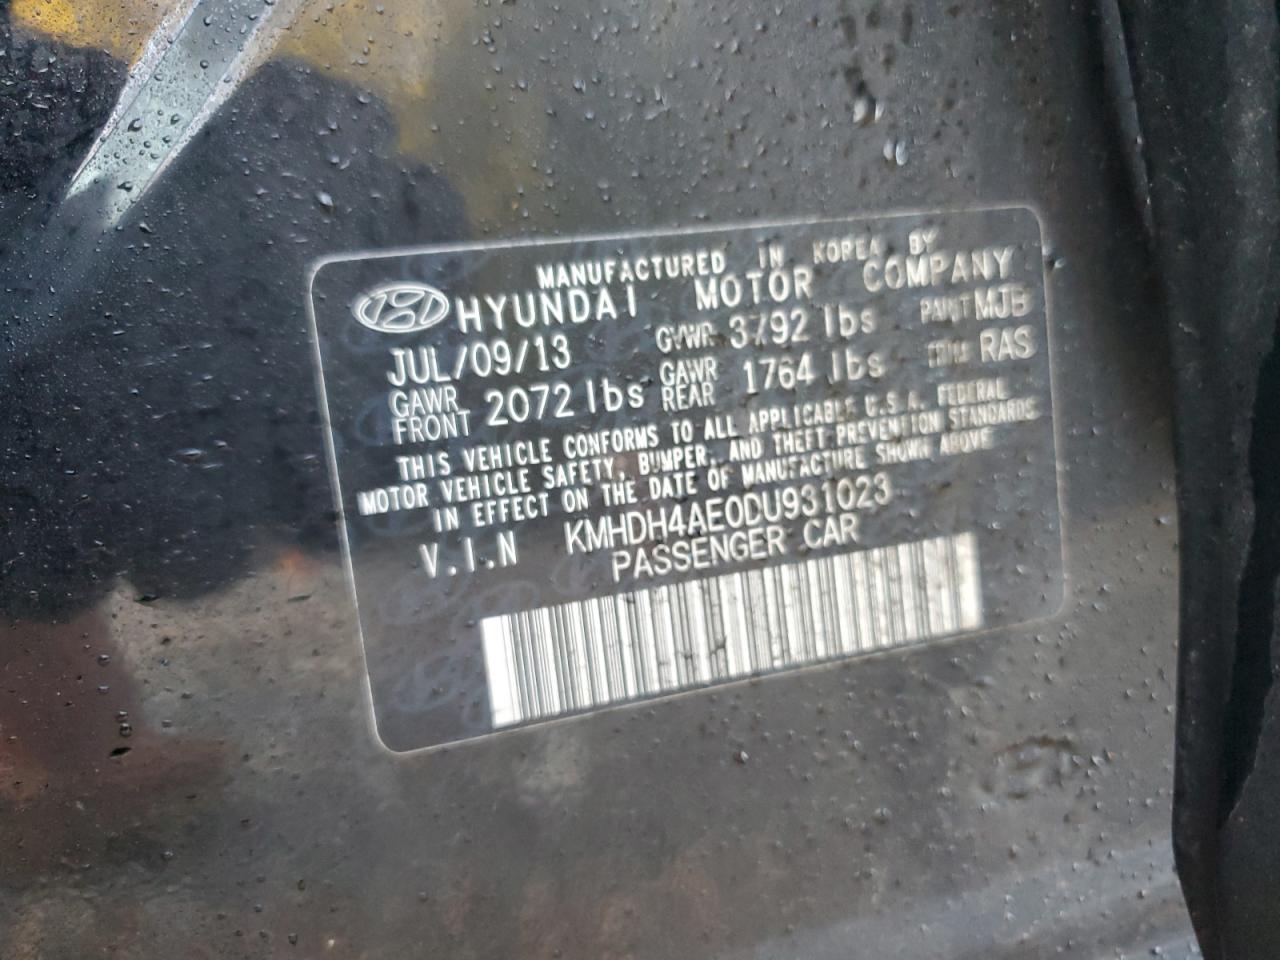 MANUFACTURED IN KOREA BY
HYUNDAI MOTOR COMPANY
JUL/09/13 GVWR 3792 lbs PAINT MJB
GAWR FRONT 2072 lbs GAWR REAR 1764 lbs TRIM RAS
THIS VEHICLE CONFORMS TO ALL APPLICABLE U.S.A. FEDERAL
MOTOR VEHICLE SAFETY, BUMPER, AND THEFT PREVENTION STANDARDS
IN EFFECT ON THE DATE OF MANUFACTURE SHOWN ABOVE
V.I.N KMHDH4AE0DU931023
PASSENGER CAR